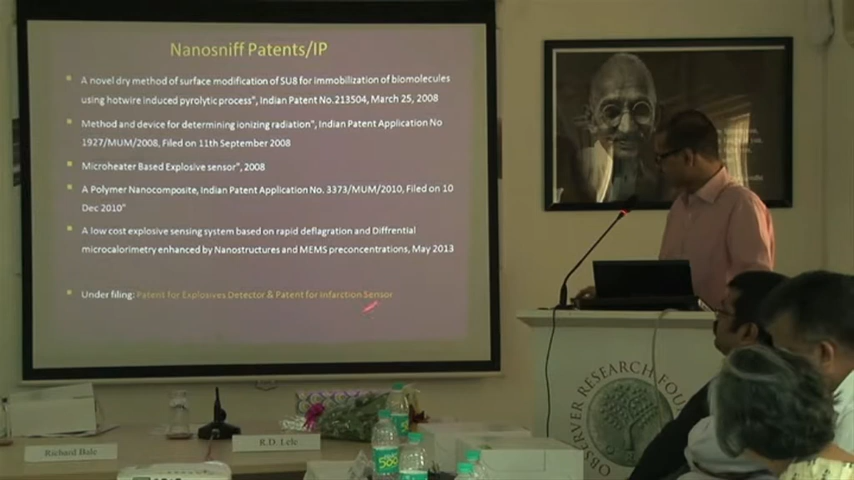 Nanosniff Patents/IP
A novel dry method of surface modification of SU8 for immobilization of biomolecules
using hotwire induced pyrolytic process", Indian Patent No.213504, March 25, 2008
Method and device for determining ionizing radiation", Indian Patent Application No
1927/MUM/2008, Filed on 11th September 2008
Microheater Based Explosive sensor", 2008
A Polymer Nanocomposite, Indian Patent Application No. 3373/MUM/2010, Filed on 10
Dec 2010"
A low cost explosive sensing system based on rapid deflagration and Diffrential
microcalorimetry enhanced by Nanostructures and MEMS preconcentrations, May 2013
Under filing: Patent for Explosives Detector & Patent for Infarction Sensor
OBSERVER RESEARCH FOU
Richard Bale
R.D. Lele
500